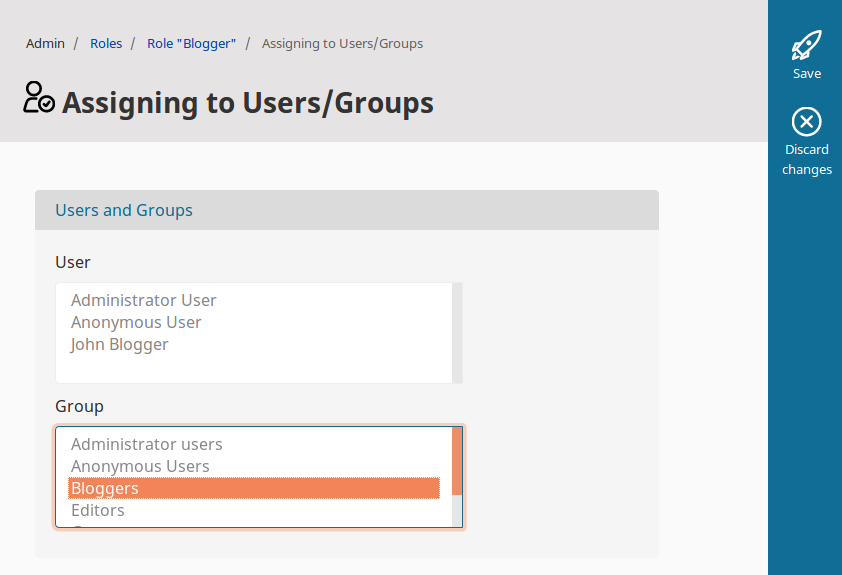 Admin / Roles / Role "Blogger" / Assigning to Users/Groups
Assigning to Users/Groups
Save
Discard
changes
Users and Groups
User
Administrator User
Anonymous User
John Blogger
Group
Administrator users
Anonymous Users
Bloggers
Editors